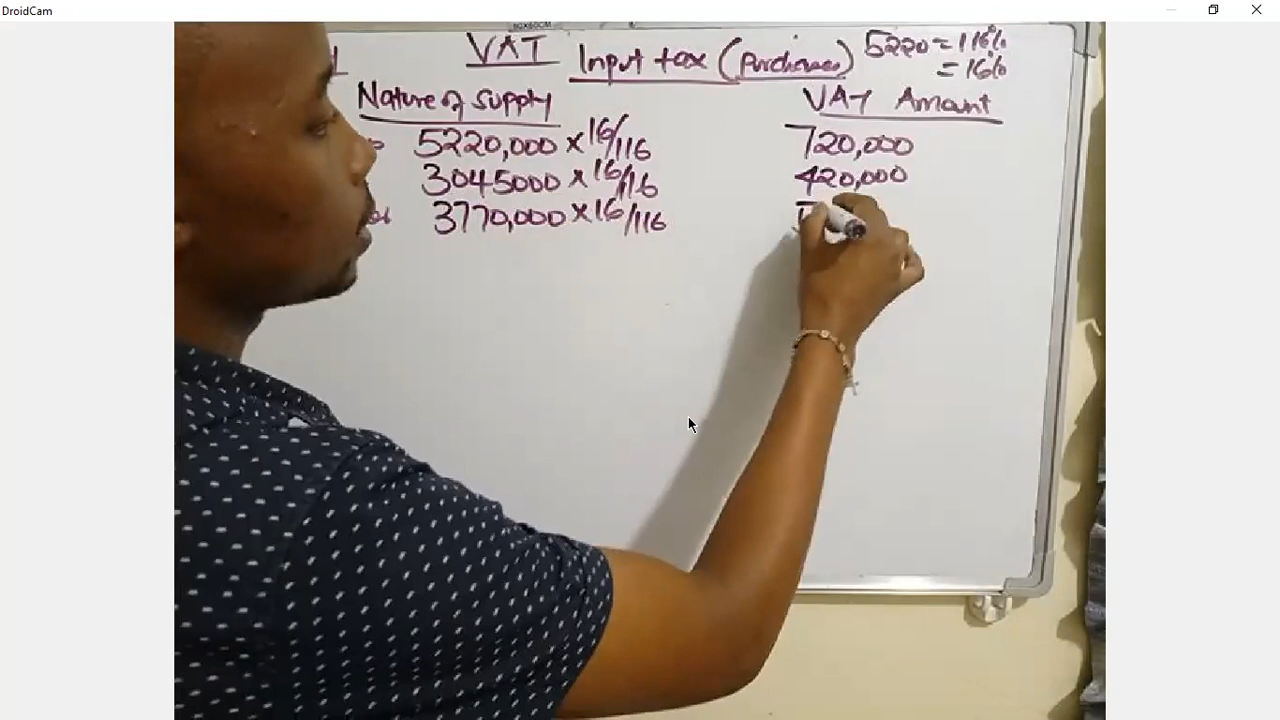 DroidCam
VAT Input tax (Purchases) 5220 = 116%
= 16%
Nature of supply VAT Amount
5220,000 × 16/116 720,000
3045000 × 16/116 420,000
3770,000 × 16/116